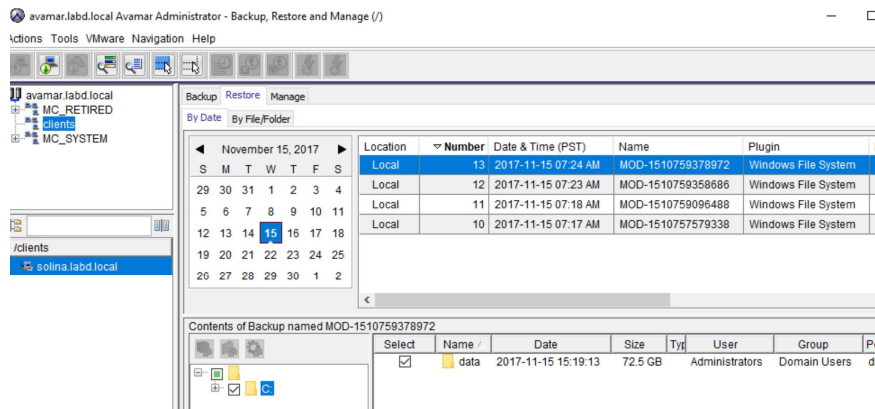 avamar.labd.local Avamar Administrator - Backup, Restore and Manage (/)
Actions Tools VMware Navigation Help
avamar.labd.local
MC_RETIRED
clients
MC_SYSTEM
/clients
solina.labd.local
Backup Restore Manage
By Date By File/Folder
November 15, 2017
S M T W T F S
29 30 31 1 2 3 4
5 6 7 8 9 10 11
12 13 14 15 16 17 18
19 20 21 22 23 24 25
26 27 28 29 30 1 2
Location Number Date & Time (PST) Name Plugin
Local 13 2017-11-15 07:24 AM MOD-1510759378972 Windows File System
Local 12 2017-11-15 07:23 AM MOD-1510759358686 Windows File System
Local 11 2017-11-15 07:18 AM MOD-1510759096488 Windows File System
Local 10 2017-11-15 07:17 AM MOD-1510757579338 Windows File System
Contents of Backup named MOD-1510759378972
C:
Select Name Date Size Typ User Group
data 2017-11-15 15:19:13 72.5 GB Administrators Domain Users